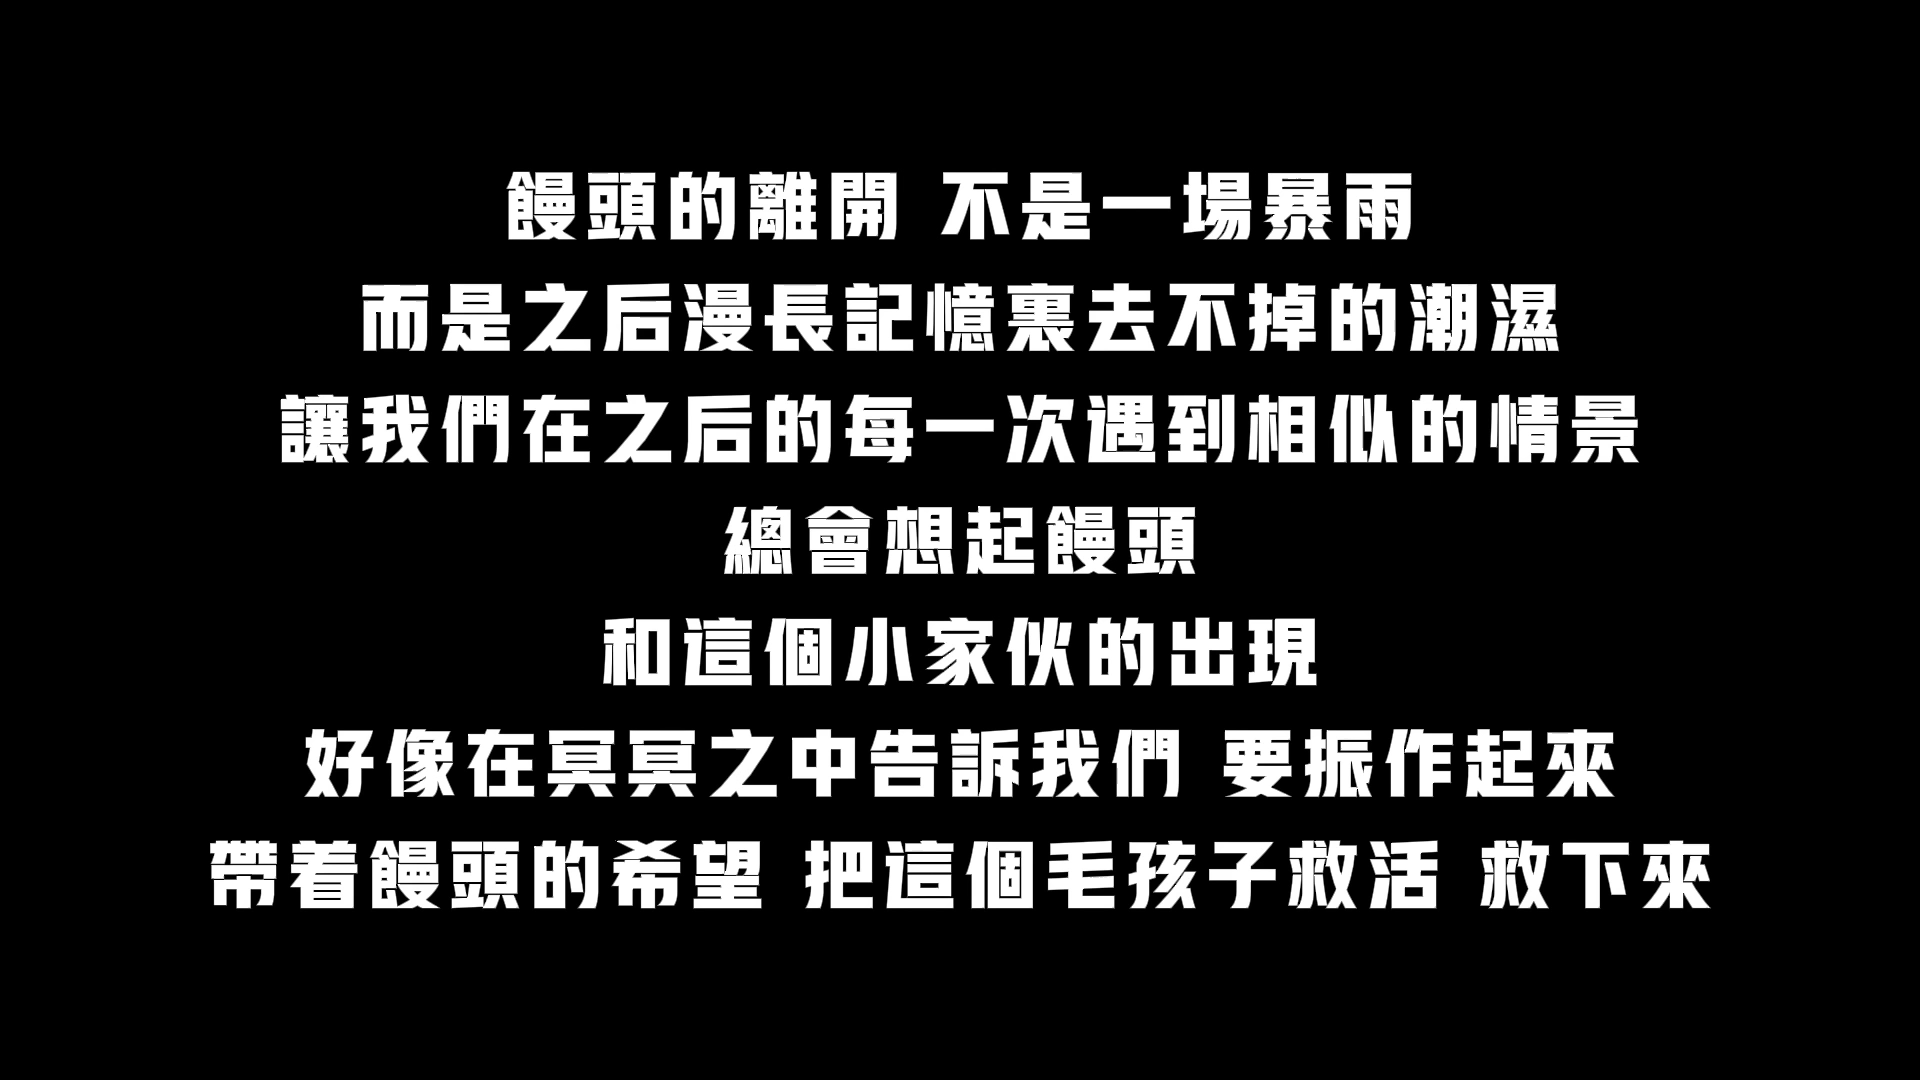 饅頭的離開 不是一場暴雨
而是之后漫長記憶裏去不掉的潮濕
讓我們在之后的每一次遇到相似的情景
總會想起饅頭
和這個小家伙的出現
好像在冥冥之中告訴我們 要振作起來
帶着饅頭的希望 把這個毛孩子救活 救下來